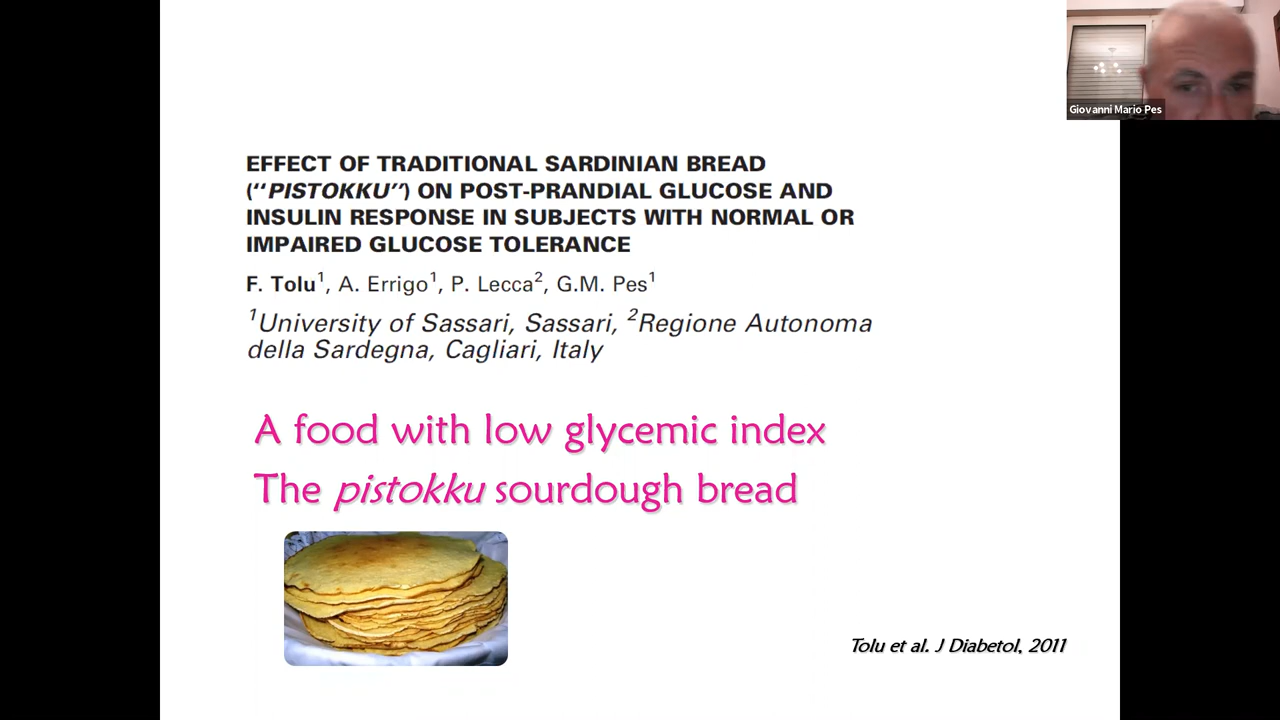 Giovanni Mario Pes
EFFECT OF TRADITIONAL SARDINIAN BREAD
(‘‘PISTOKKU’’) ON POST-PRANDIAL GLUCOSE AND
INSULIN RESPONSE IN SUBJECTS WITH NORMAL OR
IMPAIRED GLUCOSE TOLERANCE
F. Tolu¹, A. Errigo¹, P. Lecca², G.M. Pes¹
¹University of Sassari, Sassari, ²Regione Autonoma
della Sardegna, Cagliari, Italy
A food with low glycemic index
The pistokku sourdough bread
Tolu et al. J Diabetol, 2011